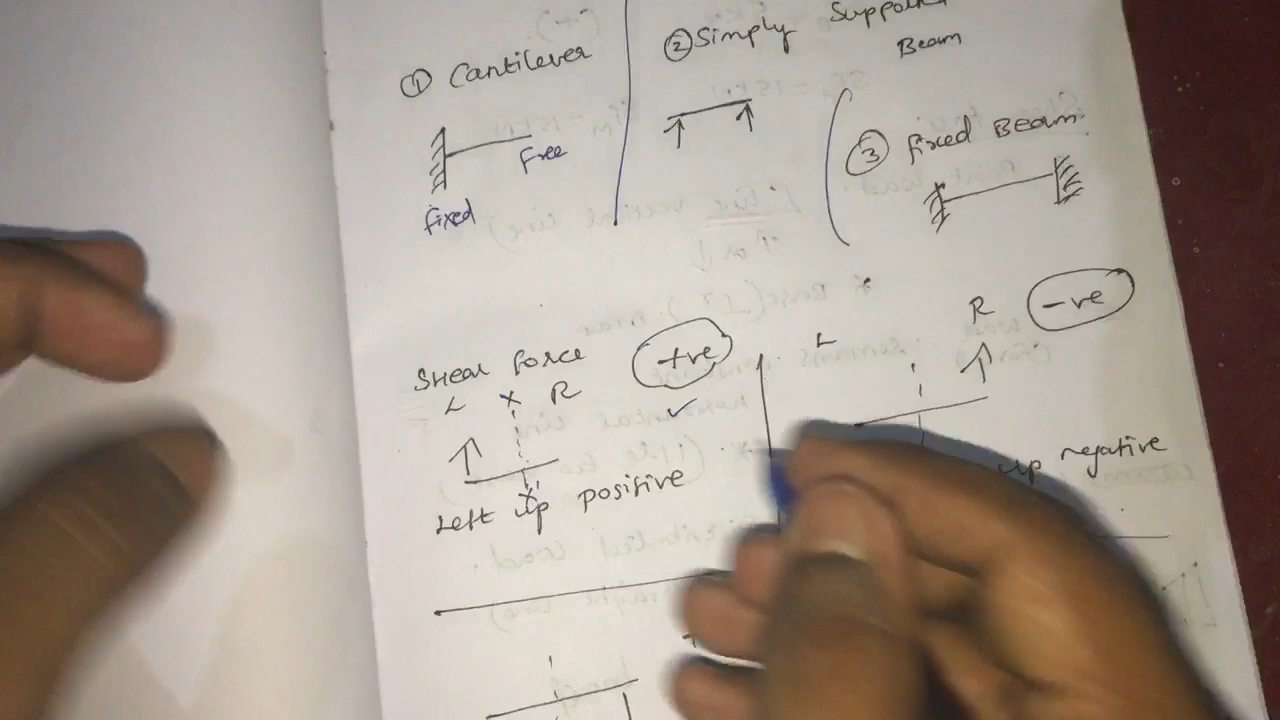 ① Cantilever
Free
Fixed
② Simply Supported
Beam
③ fixed Beam
Shear force
+ve
L X R
X'
Left up positive
L R -ve
up negative